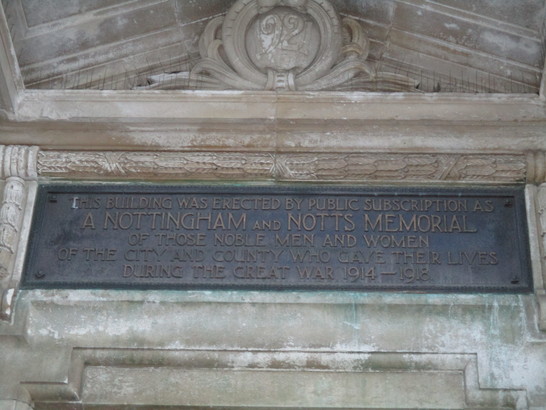 THIS BUILDING WAS ERECTED BY PUBLIC SUBSCRIPTION AS
A NOTTINGHAM AND NOTTS MEMORIAL
OF THOSE NOBLE MEN AND WOMEN
OF THE CITY AND COUNTY WHO GAVE THEIR LIVES
DURING THE GREAT WAR 1914–1918